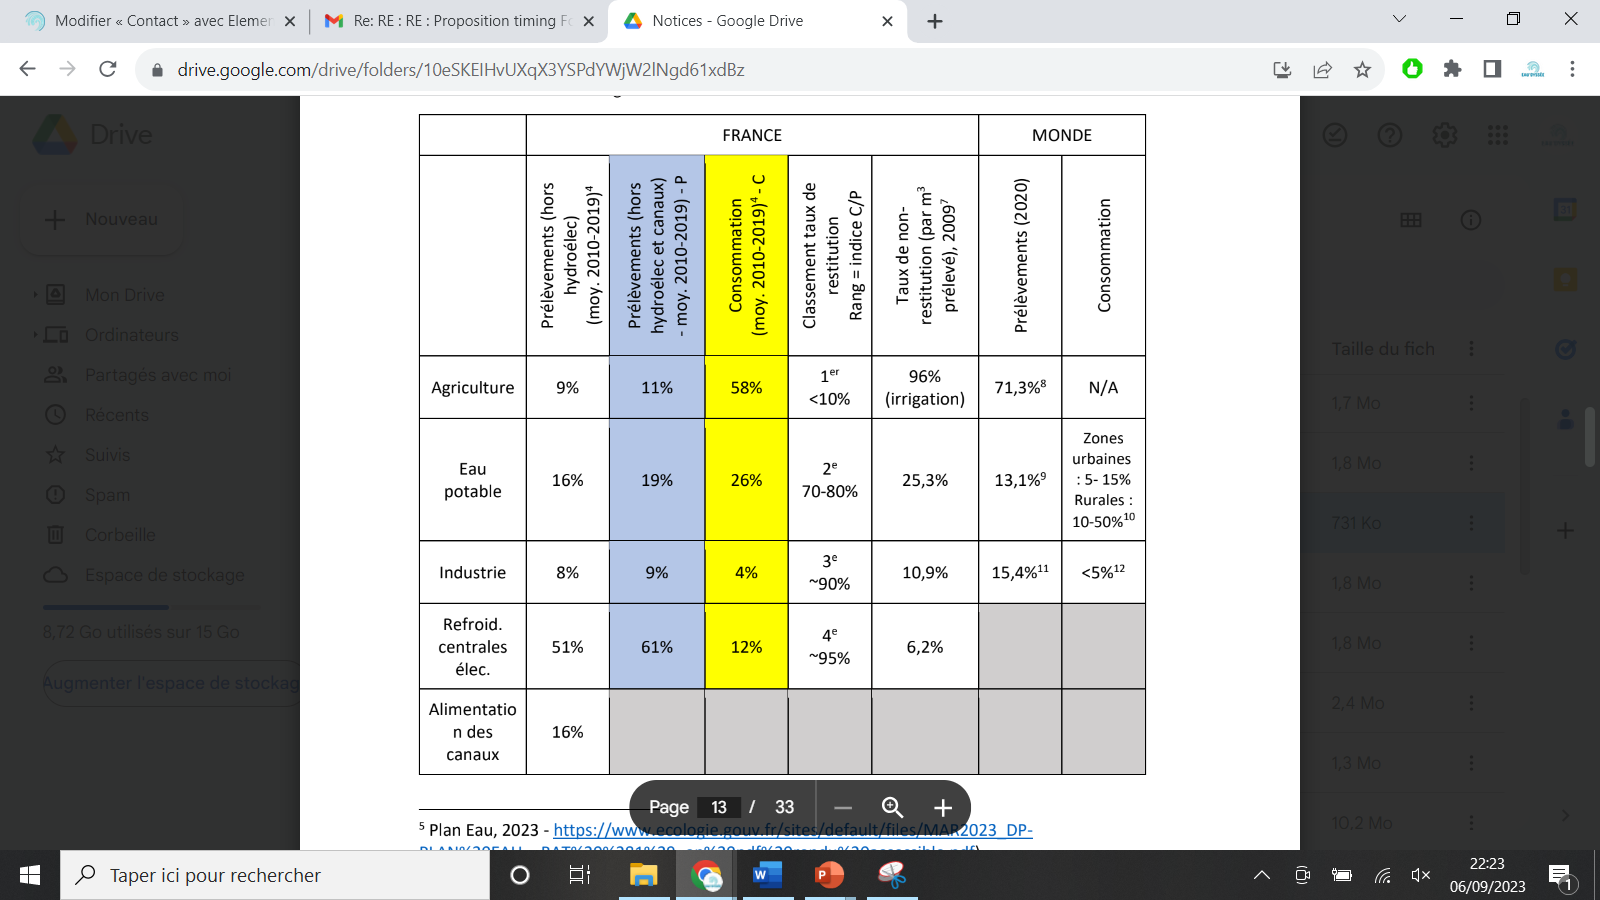 Modifier « Contact » avec Elemen
Re: RE : RE : Proposition timing Fo
Notices - Google Drive
drive.google.com/drive/folders/10eSKEIHvUXqX3YSPdYWjW2lNgd61xdBz
Drive
Nouveau
Mon Drive
Ordinateurs
Partagés avec moi
Récents
Suivis
Spam
Corbeille
Espace de stockage
8,72 Go utilisés sur 15 Go
Augmenter l'espace de stockag
FRANCE
MONDE
Prélèvements (hors
hydroélec)
(moy. 2010-2019)⁴
Prélèvements (hors
hydroélec et canaux)
- moy. 2010-2019) - P
Consommation
(moy. 2010-2019)⁴ - C
Classement taux de
restitution
Rang = indice C/P
Taux de non-
restitution (par m³
prélevé), 2009⁷
Prélèvements (2020)
Consommation
Agriculture
9%
11%
58%
1er
<10%
96%
(irrigation)
71,3%⁸
N/A
Eau
potable
16%
19%
26%
2e
70-80%
25,3%
13,1%⁹
Zones
urbaines
: 5- 15%
Rurales :
10-50%¹⁰
Industrie
8%
9%
4%
3e
~90%
10,9%
15,4%¹¹
<5%¹²
Refroid.
centrales
élec.
51%
61%
12%
4e
~95%
6,2%
Alimentatio
n des
canaux
16%
Page 13 / 33
⁵ Plan Eau, 2023 - https://www.ecologie.gouv.fr/sites/default/files/MAR2023_DP-
Taille du fich
1,7 Mo
1,8 Mo
731 Ko
1,8 Mo
1,8 Mo
2,4 Mo
1,3 Mo
10,2 Mo
Taper ici pour rechercher
22:23
06/09/2023
1